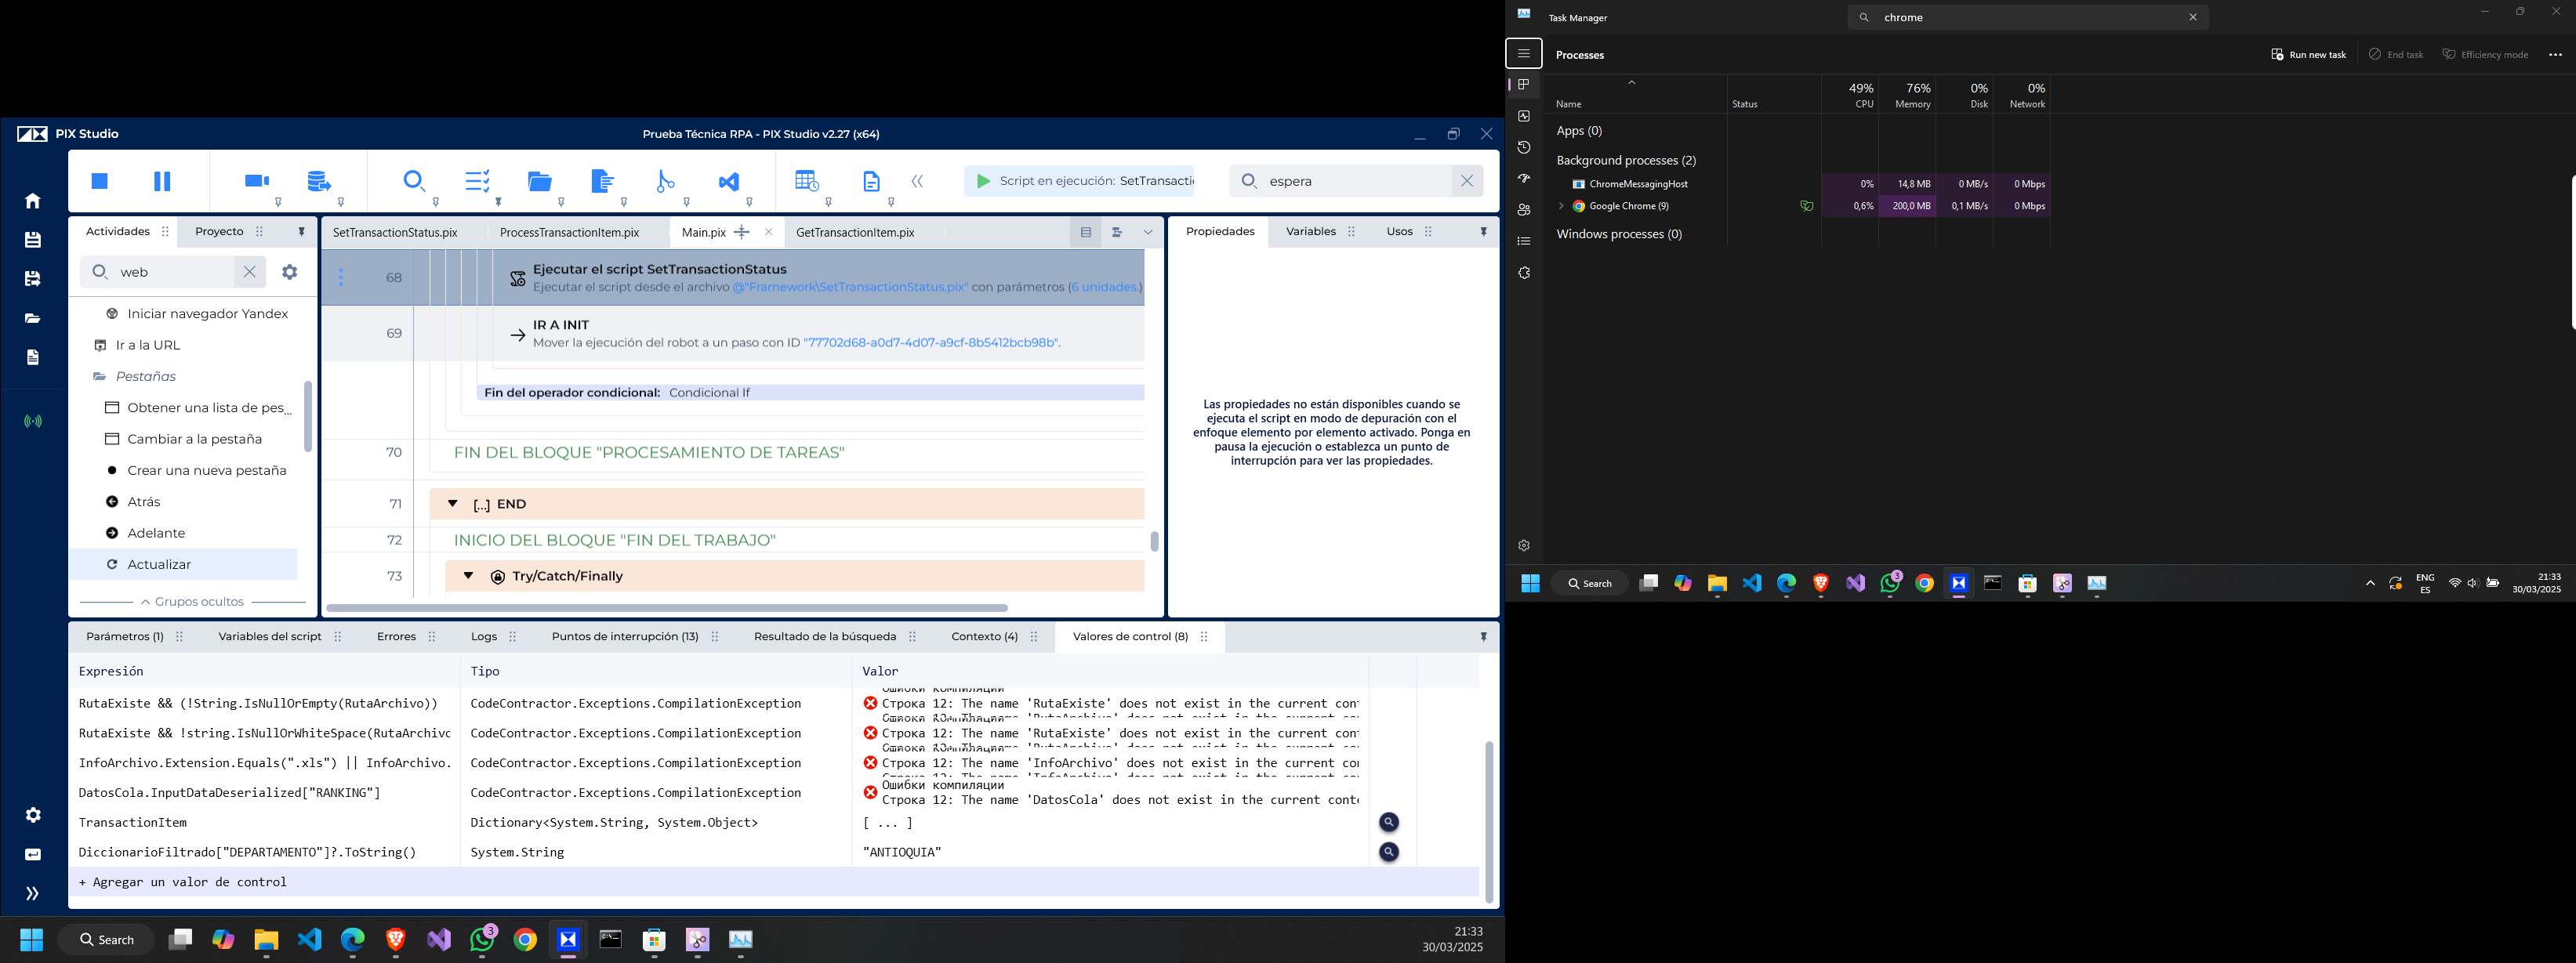 PIX Studio
Prueba Técnica RPA - PIX Studio v2.27 (x64)
Script en ejecución: SetTransactio
espera
Actividades
Proyecto
web
Iniciar navegador Yandex
Ir a la URL
Pestañas
Obtener una lista de pes...
Cambiar a la pestaña
Crear una nueva pestaña
Atrás
Adelante
Actualizar
Grupos ocultos
SetTransactionStatus.pix
ProcessTransactionItem.pix
Main.pix
GetTransactionItem.pix
68
Ejecutar el script SetTransactionStatus
Ejecutar el script desde el archivo @"Framework\SetTransactionStatus.pix" con parámetros (6 unidades.)
69
IR A INIT
Mover la ejecución del robot a un paso con ID "77702d68-a0d7-4d07-a9cf-8b5412bcb98b".
Fin del operador condicional: Condicional If
70
FIN DEL BLOQUE "PROCESAMIENTO DE TAREAS"
71
[...] END
72
INICIO DEL BLOQUE "FIN DEL TRABAJO"
73
Try/Catch/Finally
Propiedades
Variables
Usos
Las propiedades no están disponibles cuando se
ejecuta el script en modo de depuración con el
enfoque elemento por elemento activado. Ponga en
pausa la ejecución o establezca un punto de
interrupción para ver las propiedades.
Parámetros (1)
Variables del script
Errores
Logs
Puntos de interrupción (13)
Resultado de la búsqueda
Contexto (4)
Valores de control (8)
Expresión
Tipo
Valor
RutaExiste && (!String.IsNullOrEmpty(RutaArchivo))
CodeContractor.Exceptions.CompilationException
Ошибки компиляции
Строка 12: The name 'RutaExiste' does not exist in the current con
RutaExiste && !string.IsNullOrWhiteSpace(RutaArchivo
CodeContractor.Exceptions.CompilationException
Строка 12: The name 'RutaExiste' does not exist in the current con
InfoArchivo.Extension.Equals(".xls") || InfoArchivo.
CodeContractor.Exceptions.CompilationException
Строка 12: The name 'InfoArchivo' does not exist in the current co
DatosCola.InputDataDeserialized["RANKING"]
CodeContractor.Exceptions.CompilationException
Ошибки компиляции
Строка 12: The name 'DatosCola' does not exist in the current cont
TransactionItem
Dictionary<System.String, System.Object>
[ ... ]
DiccionarioFiltrado["DEPARTAMENTO"]?.ToString()
System.String
"ANTIOQUIA"
+ Agregar un valor de control
Search
3
21:33
30/03/2025
Task Manager
chrome
Processes
Run new task
End task
Efficiency mode
Name
Status
49%
CPU
76%
Memory
0%
Disk
0%
Network
Apps (0)
Background processes (2)
ChromeMessagingHost
0%
14,8 MB
0 MB/s
0 Mbps
Google Chrome (9)
0,6%
200,0 MB
0,1 MB/s
0 Mbps
Windows processes (0)
Search
3
ENG
ES
21:33
30/03/2025